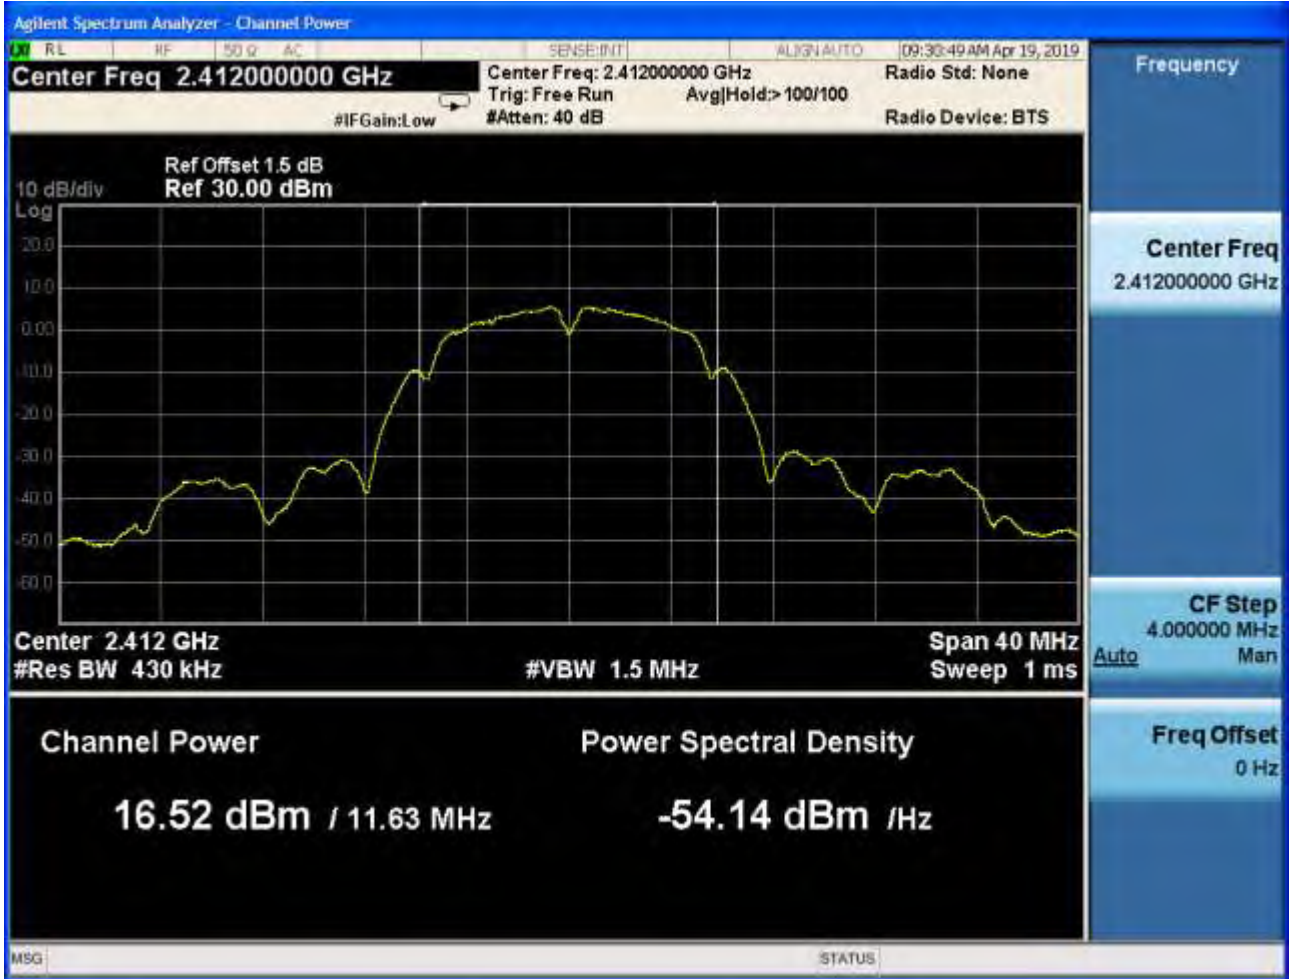 Agilent Spectrum Analyzer - Channel Power
LXI RL RF 50 Ω AC SENSE:INT ALIGN AUTO 09:30:49 AM Apr 19, 2019
Center Freq 2.412000000 GHz
Center Freq: 2.412000000 GHz Radio Std: None
Trig: Free Run Avg|Hold:> 100/100
#IFGain:Low #Atten: 40 dB Radio Device: BTS
Ref Offset 1.5 dB
10 dB/div Ref 30.00 dBm
Log
20.0
10.0
0.00
-10.0
-20.0
-30.0
-40.0
-50.0
-60.0
Center 2.412 GHz Span 40 MHz
#Res BW 430 kHz #VBW 1.5 MHz Sweep 1 ms
Channel Power Power Spectral Density
16.52 dBm / 11.63 MHz -54.14 dBm /Hz
MSG STATUS
Frequency
Center Freq
2.412000000 GHz
CF Step
4.000000 MHz
Auto Man
Freq Offset
0 Hz